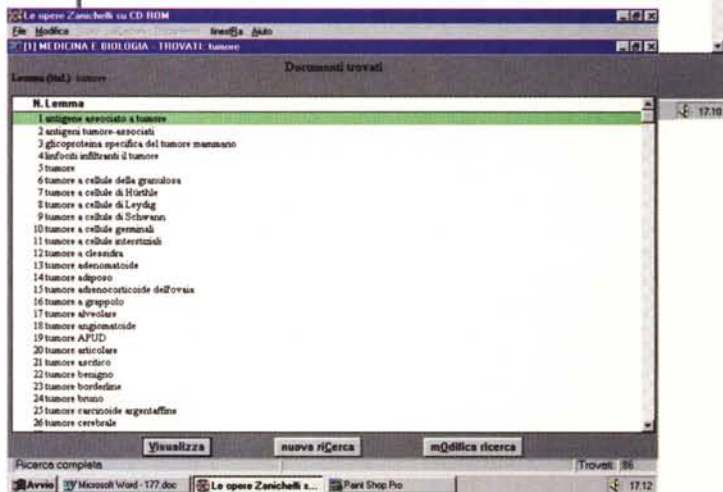 Le opere Zanichelli su CD ROM
File Modifica finestRa Aiuto
[1] MEDICINA E BIOLOGIA - TROVATI: tumore
Documenti trovati
Lemma (ital.): tumore
N. Lemma
1 antigene associato a tumore
2 antigeni tumore-associati
3 glicoproteina specifica del tumore mammario
4 linfociti infiltranti il tumore
5 tumore
6 tumore a cellule della granulosa
7 tumore a cellule di Hürthle
8 tumore a cellule di Leydig
9 tumore a cellule di Schwann
10 tumore a cellule germinali
11 tumore a cellule interstiziali
12 tumore a clessidra
13 tumore adenomatoide
14 tumore adiposo
15 tumore adrenocorticoide dell'ovaia
16 tumore a grappolo
17 tumore alveolare
18 tumore angiomatoide
19 tumore APUD
20 tumore articolare
21 tumore ascitico
22 tumore benigno
23 tumore borderline
24 tumore bruno
25 tumore carcinoide argentaffine
26 tumore cerebrale
Visualizza nuova riCerca mOdifica ricerca
Ricerca completa Trovati: 86
Avvio Microsoft Word - 177.doc Le opere Zanichelli s... Paint Shop Pro 17.12
17.10